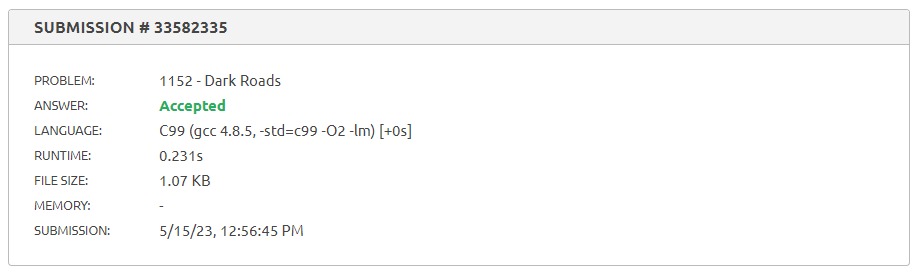 SUBMISSION # 33582335
PROBLEM: 1152 - Dark Roads
ANSWER: Accepted
LANGUAGE: C99 (gcc 4.8.5, -std=c99 -O2 -lm) [+0s]
RUNTIME: 0.231s
FILE SIZE: 1.07 KB
MEMORY: -
SUBMISSION: 5/15/23, 12:56:45 PM